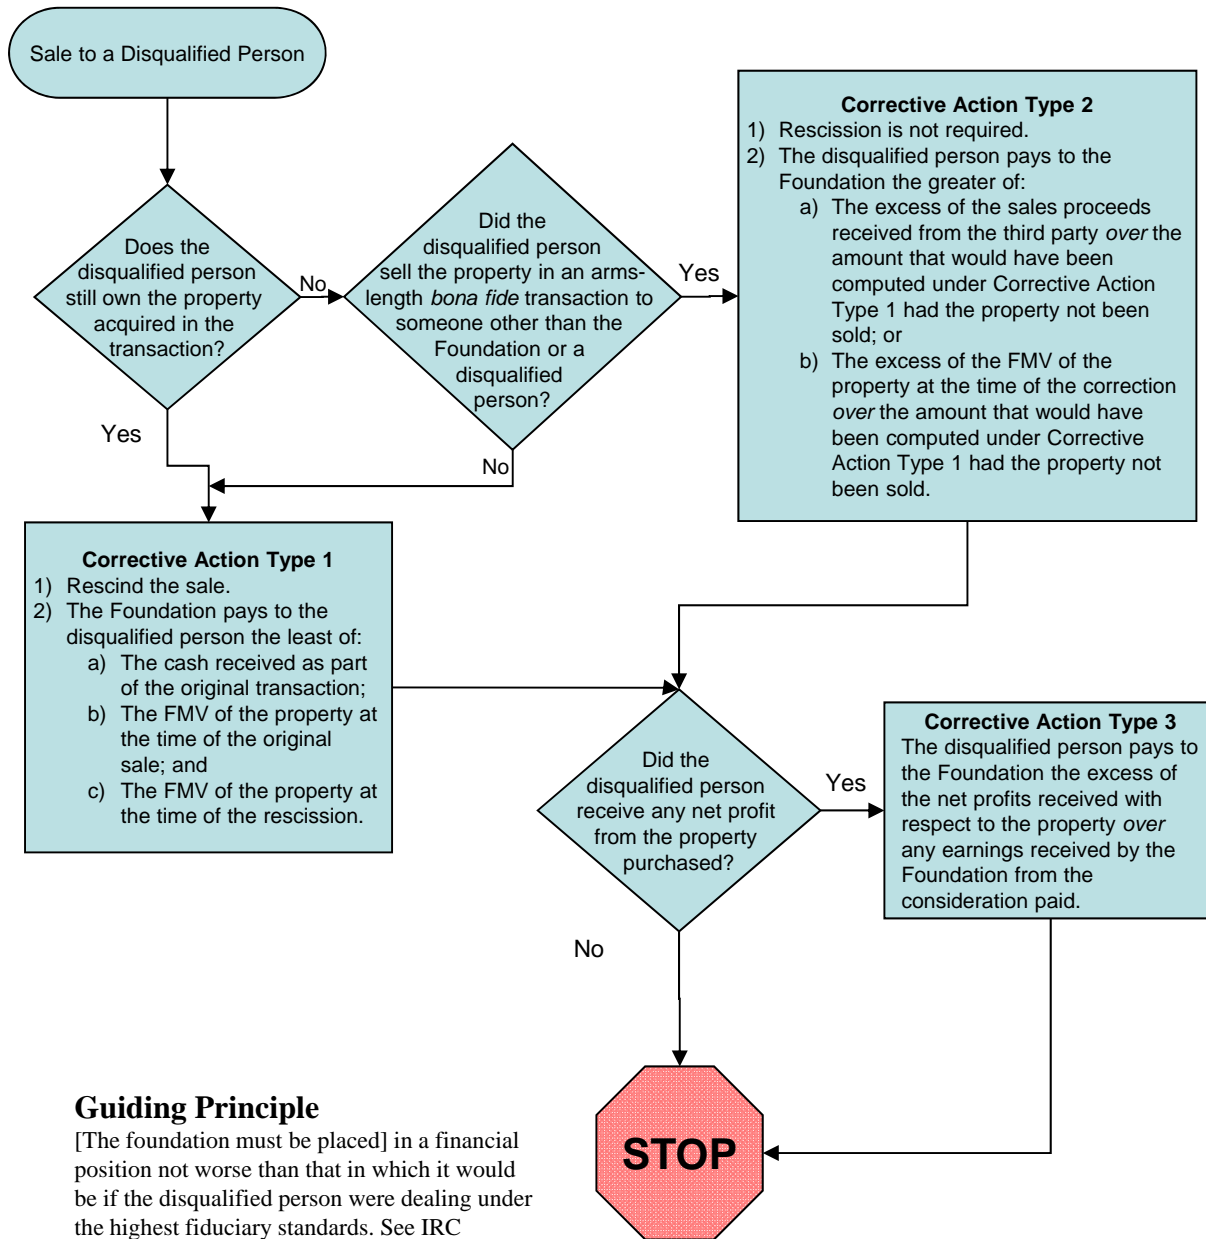 Sale to a Disqualified Person
Does the
disqualified person
still own the property
acquired in the
transaction?
No
Did the
disqualified person
sell the property in an arms-
length bona fide transaction to
someone other than the
Foundation or a
disqualified
person?
Yes
Corrective Action Type 2
1) Rescission is not required.
2) The disqualified person pays to the
Foundation the greater of:
a) The excess of the sales proceeds
received from the third party over the
amount that would have been
computed under Corrective Action
Type 1 had the property not been
sold; or
b) The excess of the FMV of the
property at the time of the correction
over the amount that would have
been computed under Corrective
Action Type 1 had the property not
been sold.
Yes
No
Corrective Action Type 1
1) Rescind the sale.
2) The Foundation pays to the
disqualified person the least of:
a) The cash received as part
of the original transaction;
b) The FMV of the property at
the time of the original
sale; and
c) The FMV of the property at
the time of the rescission.
Did the
disqualified person
receive any net profit
from the property
purchased?
Yes
Corrective Action Type 3
The disqualified person pays to
the Foundation the excess of
the net profits received with
respect to the property over
any earnings received by the
Foundation from the
consideration paid.
No
STOP
Guiding Principle
[The foundation must be placed] in a financial
position not worse than that in which it would
be if the disqualified person were dealing under
the highest fiduciary standards. See IRC